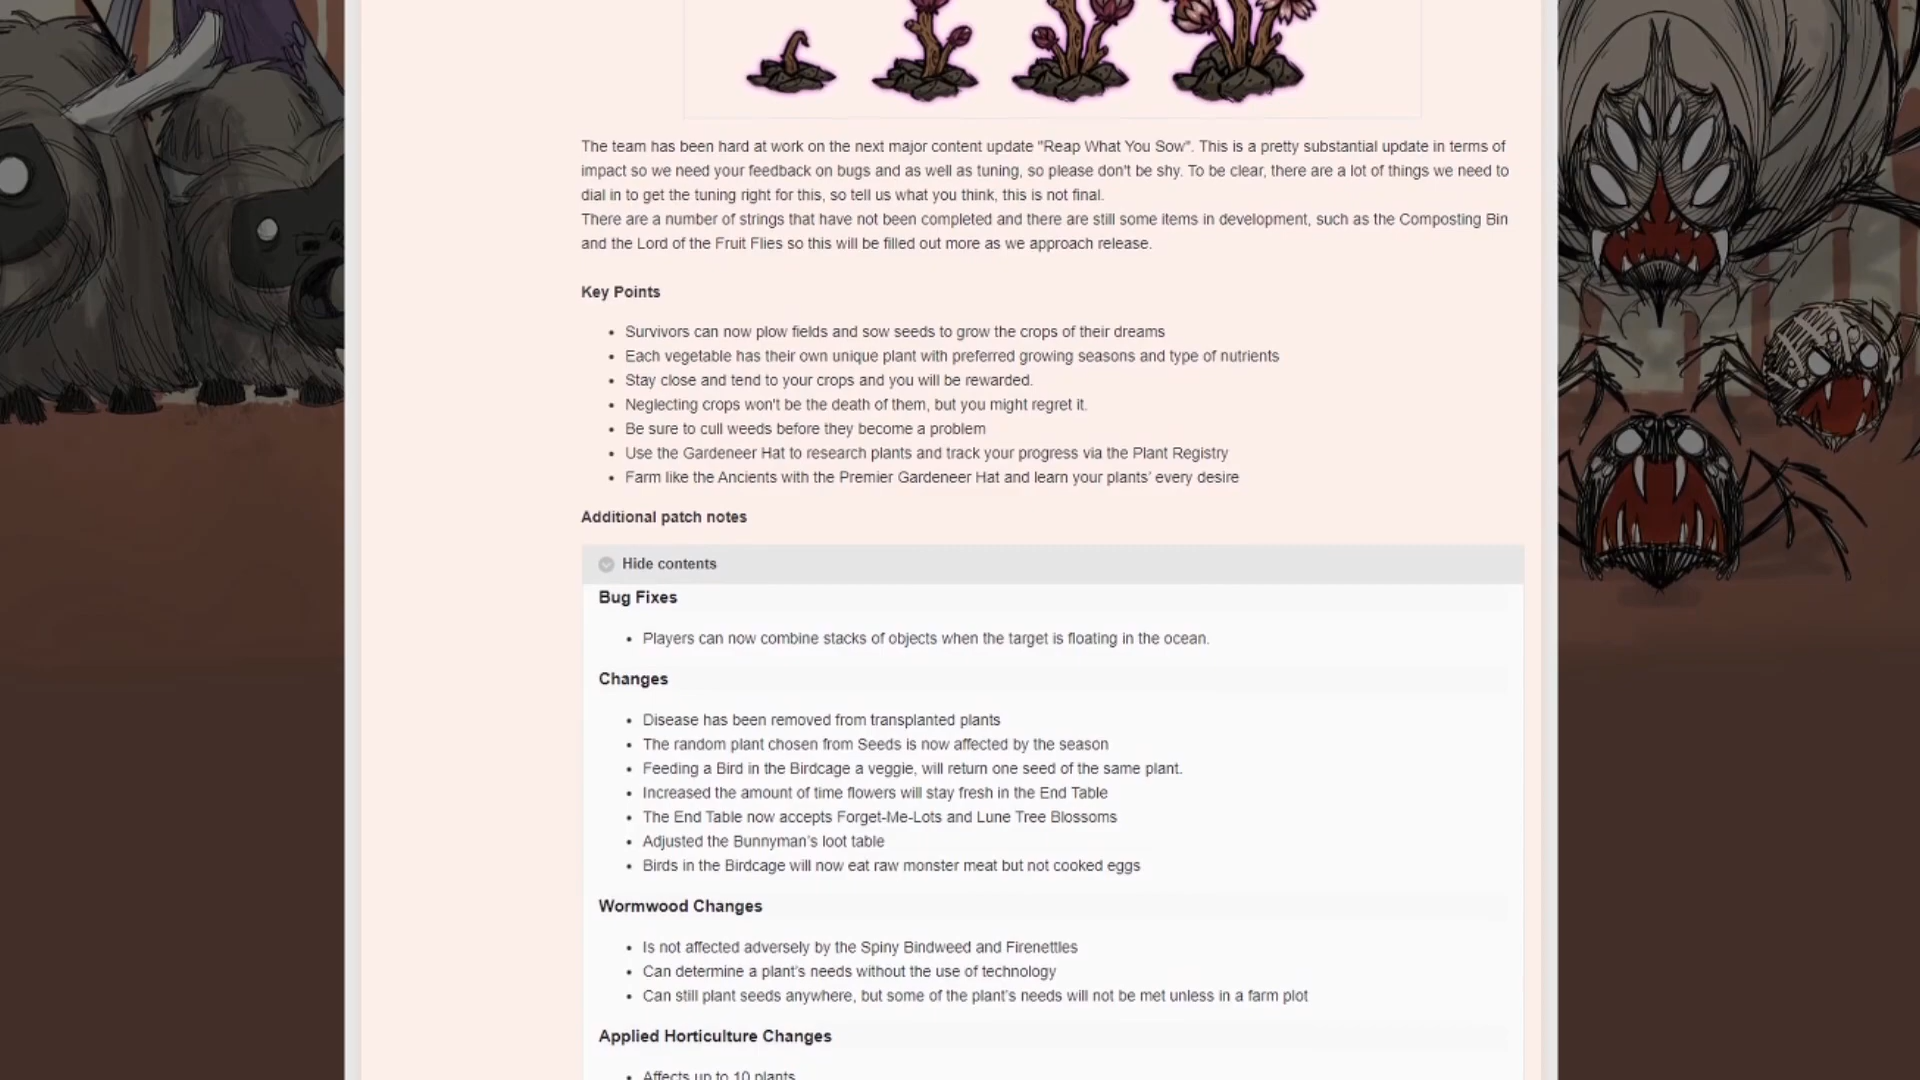 The team has been hard at work on the next major content update "Reap What You Sow". This is a pretty substantial update in terms of
impact so we need your feedback on bugs and as well as tuning, so please don't be shy. To be clear, there are a lot of things we need to
dial in to get the tuning right for this, so tell us what you think, this is not final.
There are a number of strings that have not been completed and there are still some items in development, such as the Composting Bin
and the Lord of the Fruit Flies so this will be filled out more as we approach release.
Key Points
• Survivors can now plow fields and sow seeds to grow the crops of their dreams
• Each vegetable has their own unique plant with preferred growing seasons and type of nutrients
• Stay close and tend to your crops and you will be rewarded.
• Neglecting crops won't be the death of them, but you might regret it.
• Be sure to cull weeds before they become a problem
• Use the Gardeneer Hat to research plants and track your progress via the Plant Registry
• Farm like the Ancients with the Premier Gardeneer Hat and learn your plants' every desire
Additional patch notes
Hide contents
Bug Fixes
• Players can now combine stacks of objects when the target is floating in the ocean.
Changes
• Disease has been removed from transplanted plants
• The random plant chosen from Seeds is now affected by the season
• Feeding a Bird in the Birdcage a veggie, will return one seed of the same plant.
• Increased the amount of time flowers will stay fresh in the End Table
• The End Table now accepts Forget-Me-Lots and Lune Tree Blossoms
• Adjusted the Bunnyman's loot table
• Birds in the Birdcage will now eat raw monster meat but not cooked eggs
Wormwood Changes
• Is not affected adversely by the Spiny Bindweed and Firenettles
• Can determine a plant's needs without the use of technology
• Can still plant seeds anywhere, but some of the plant's needs will not be met unless in a farm plot
Applied Horticulture Changes
• Affects up to 10 plants